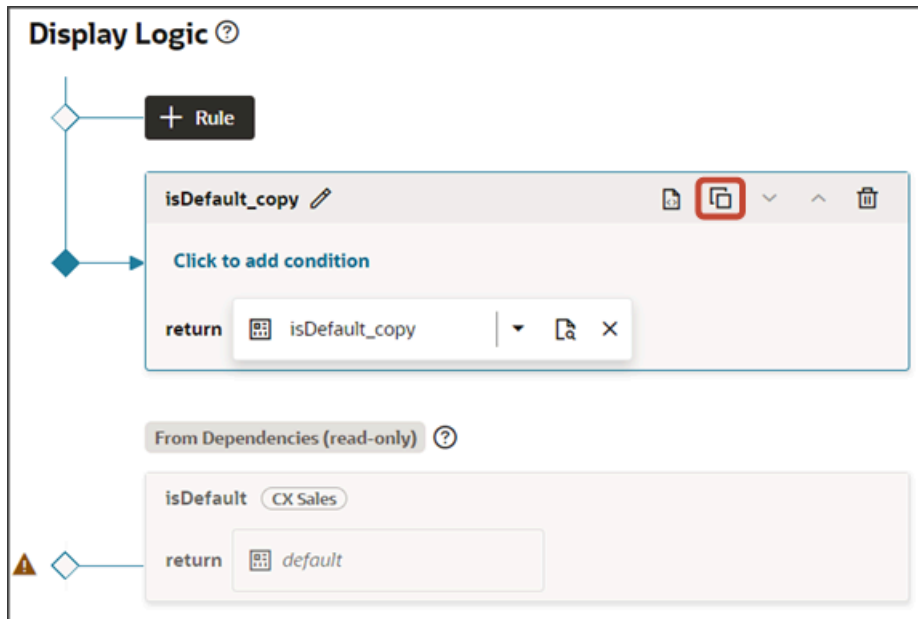 Display Logic ?
+ Rule
isDefault_copy
Click to add condition
return isDefault_copy
From Dependencies (read-only) ?
isDefault CX Sales
return default